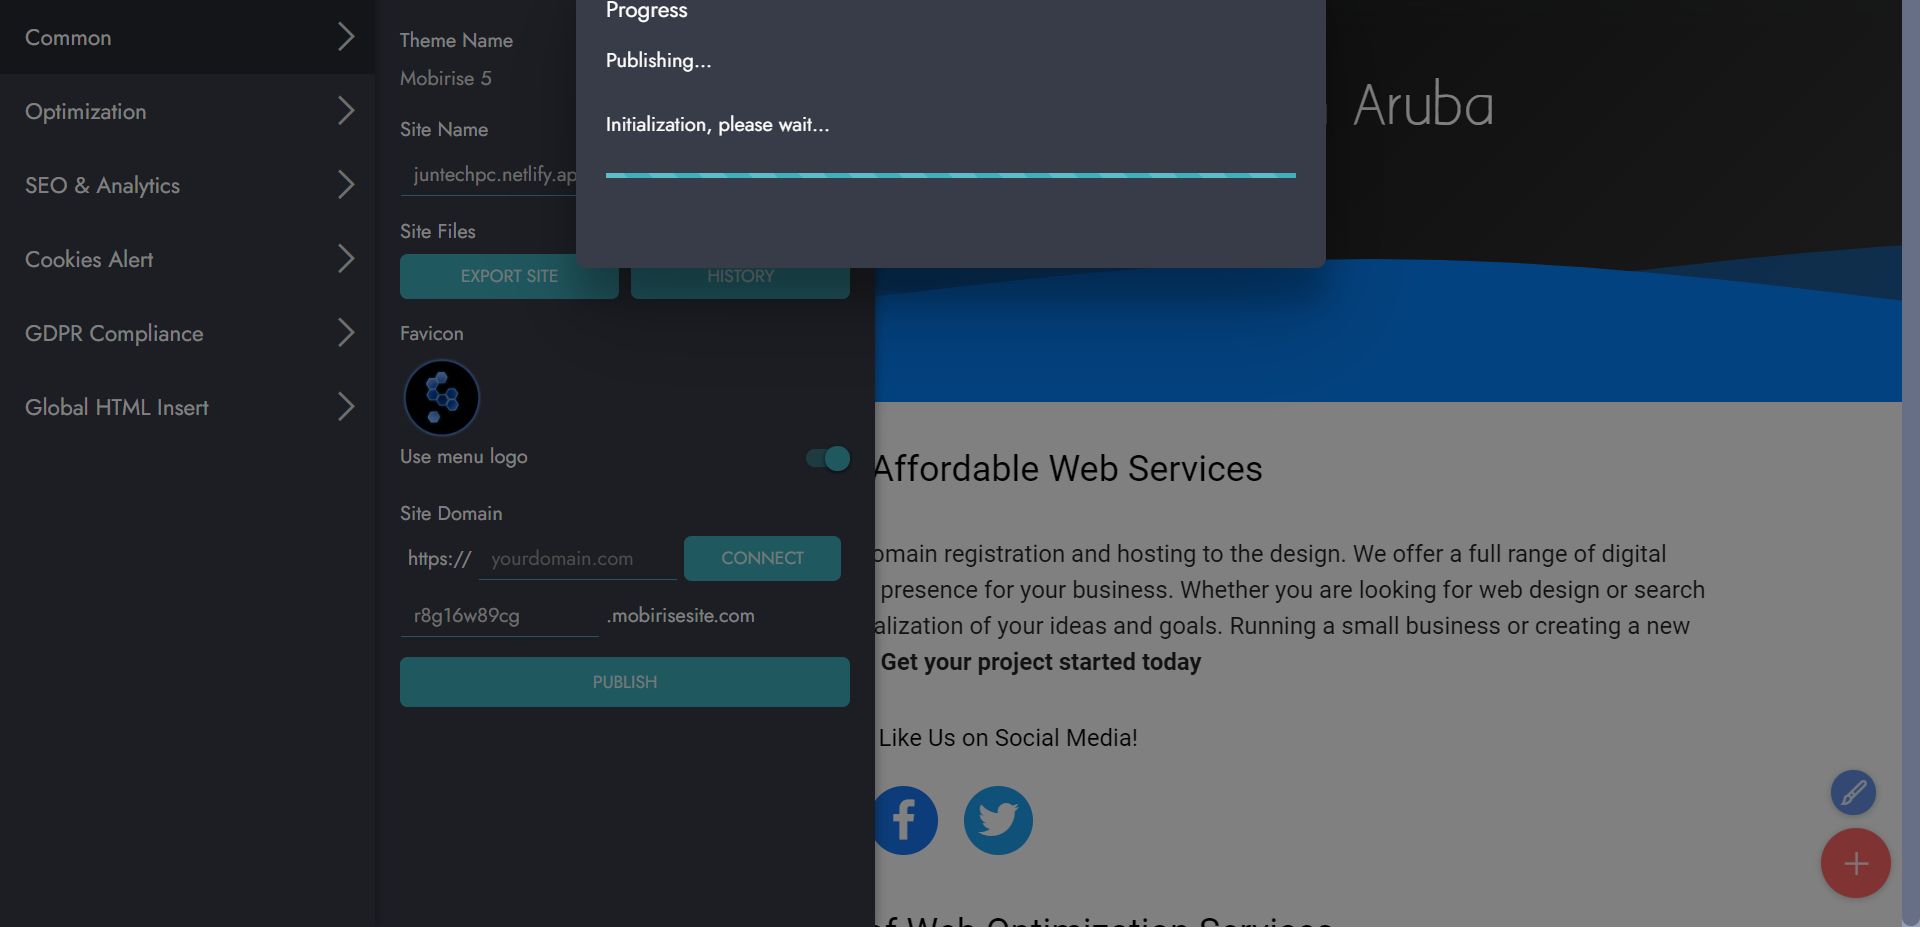 Common
Optimization
SEO & Analytics
Cookies Alert
GDPR Compliance
Global HTML Insert
Theme Name
Mobirise 5
Site Name
juntechpc.netlify.ap
Site Files
EXPORT SITE
HISTORY
Favicon
Use menu logo
Site Domain
https://
yourdomain.com
CONNECT
r8g16w89cg
.mobirisesite.com
PUBLISH
Progress
Publishing...
Initialization, please wait...
Aruba
Affordable Web Services
omain registration and hosting to the design. We offer a full range of digital
presence for your business. Whether you are looking for web design or search
alization of your ideas and goals. Running a small business or creating a new
Get your project started today
Like Us on Social Media!
of Web Optimization Services